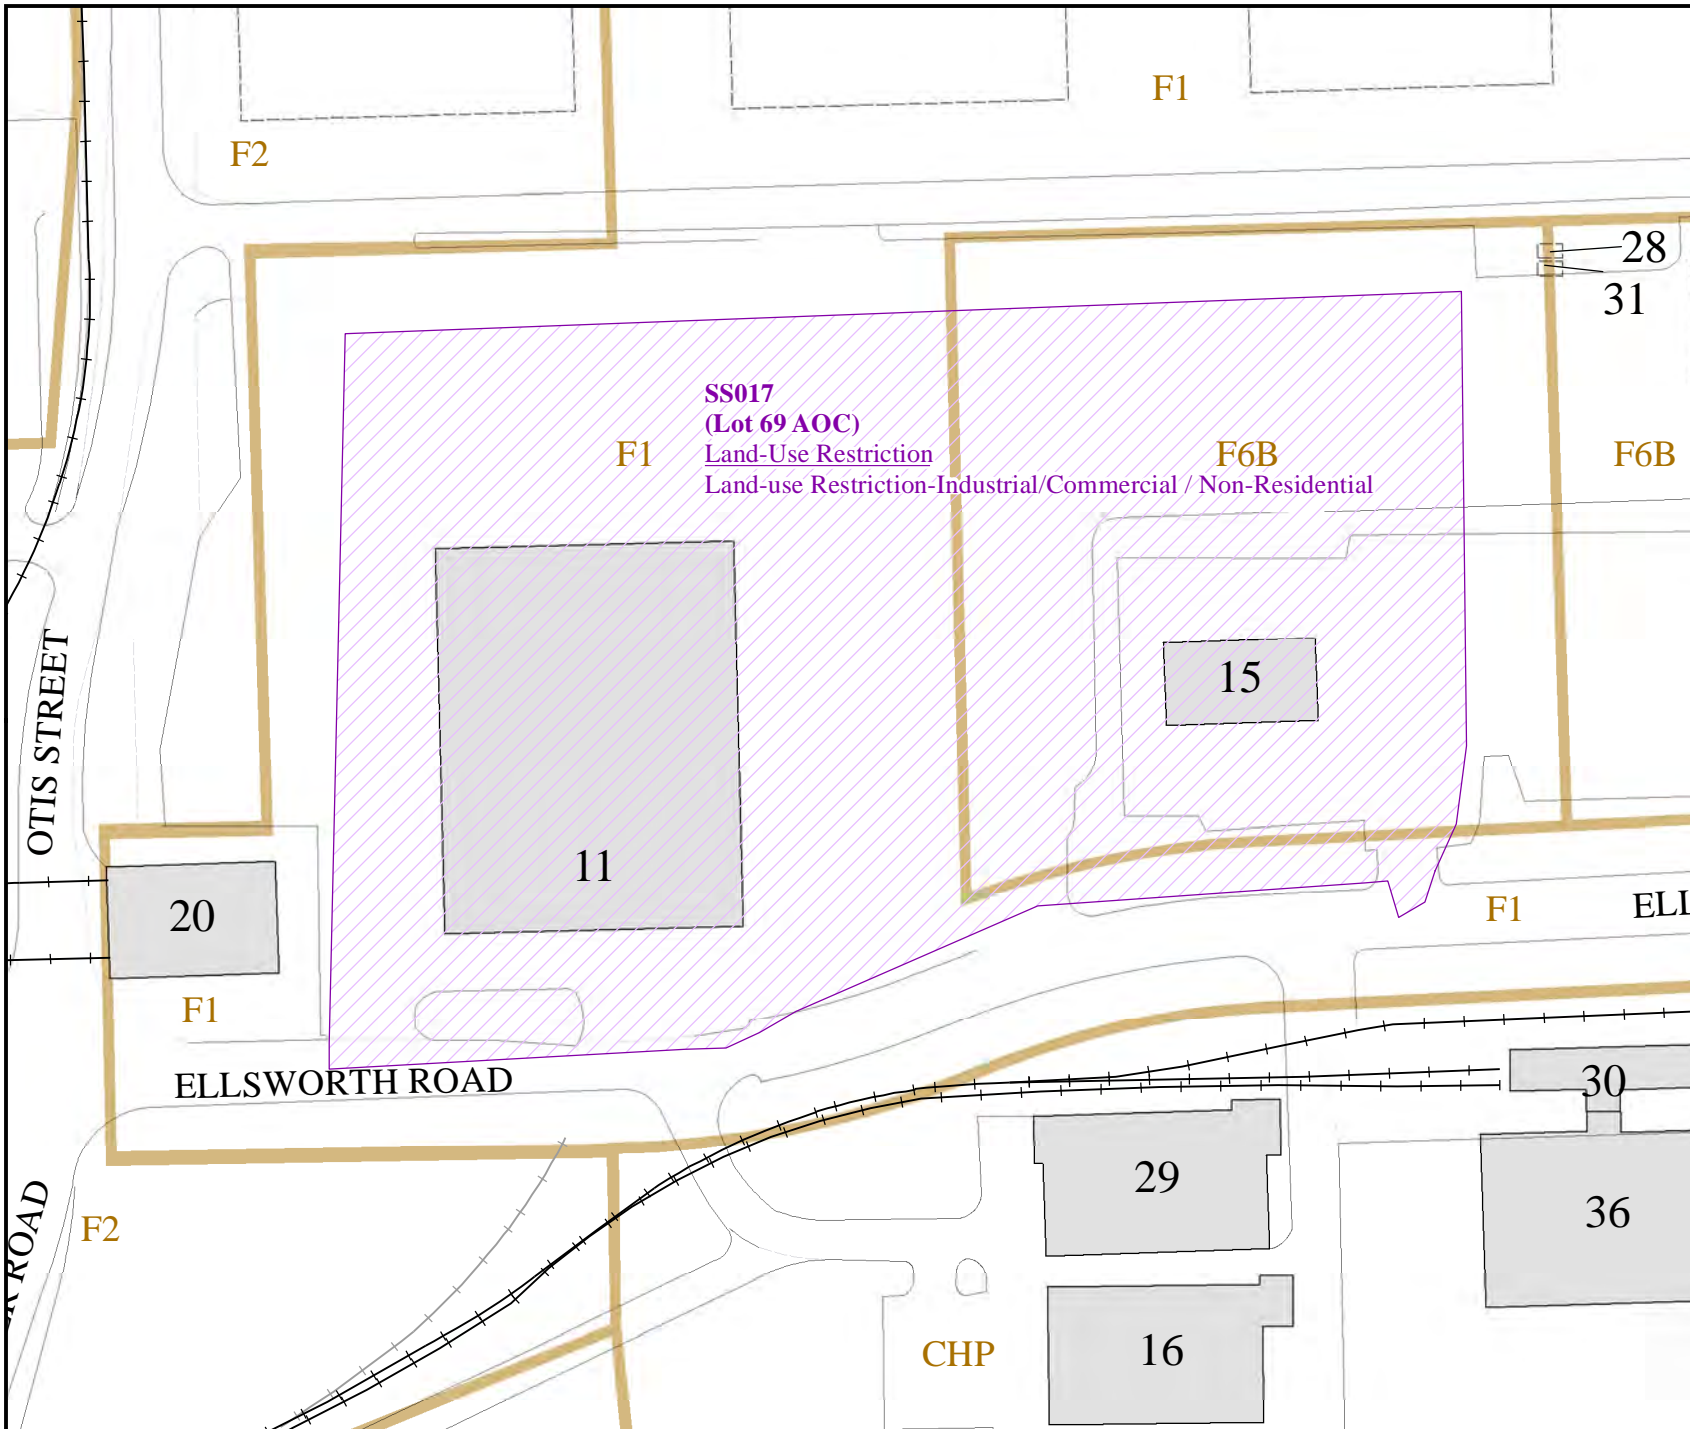 F1
F2
28
31
SS017
(Lot 69 AOC)
Land-Use Restriction
Land-use Restriction-Industrial/Commercial / Non-Residential
F1
F6B
F6B
OTIS STREET
15
11
20
F1
F1
ELL
ELLSWORTH ROAD
30
29
36
F2
ROAD
CHP
16